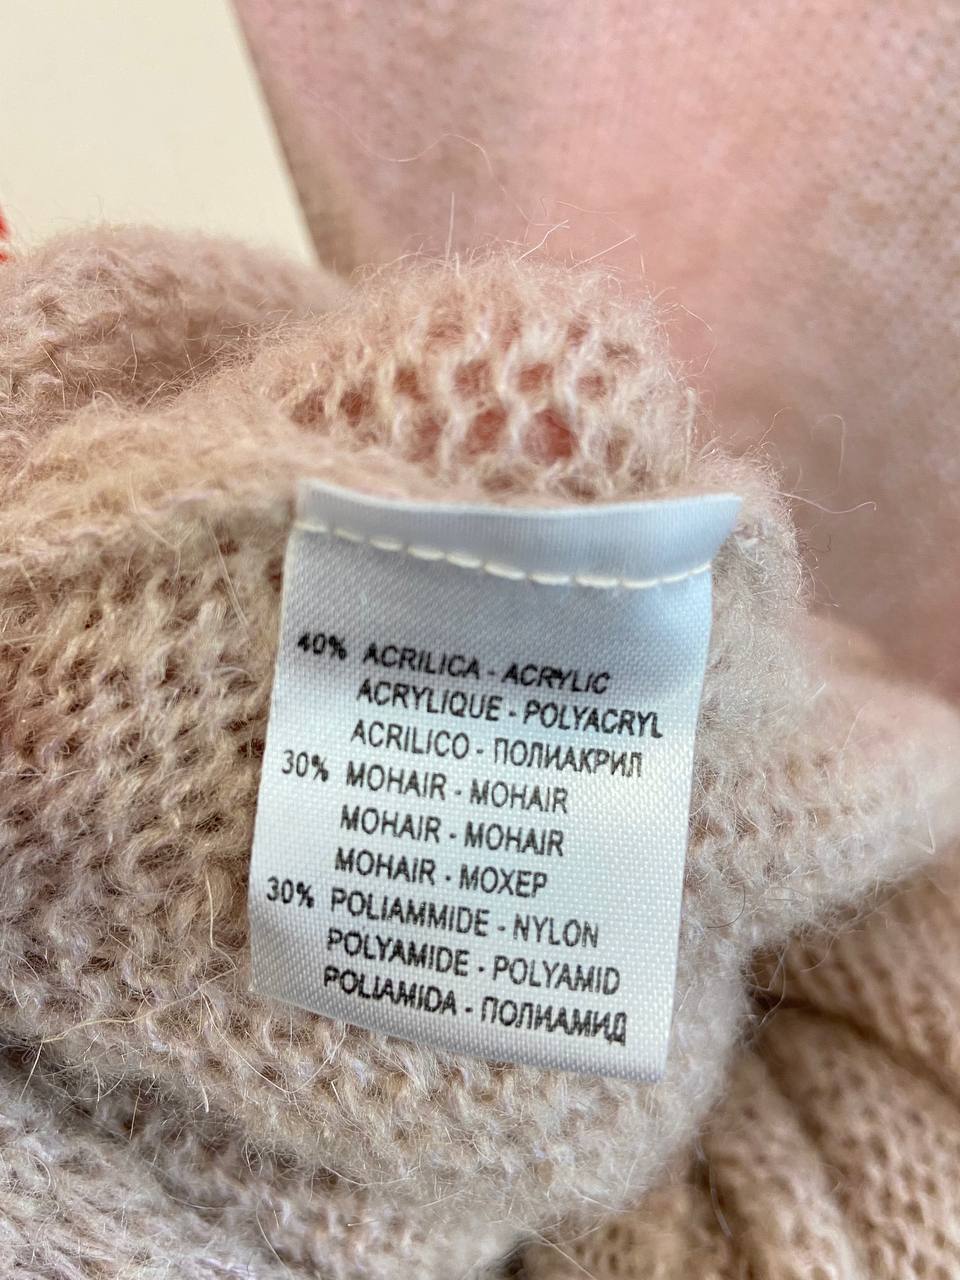 40% ACRILICA - ACRYLIC
ACRYLIQUE - POLYACRYL
ACRILICO - ПОЛИАКРИЛ
30% MOHAIR - MOHAIR
MOHAIR - MOHAIR
MOHAIR - МОХЕР
30% POLIAMMIDE - NYLON
POLYAMIDE - POLYAMID
POLIAMIDA - ПОЛИАМИД